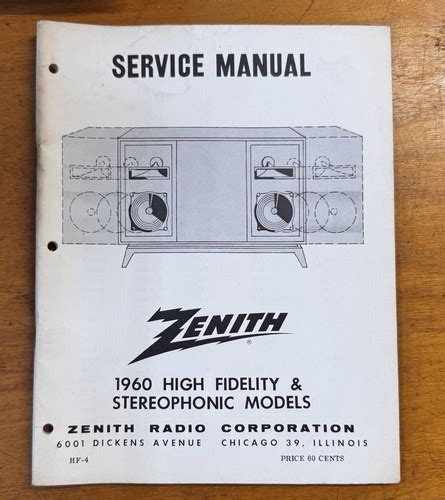 SERVICE MANUAL
ZENITH
®
1960 HIGH FIDELITY &
STEREOPHONIC MODELS
ZENITH RADIO CORPORATION
6001 DICKENS AVENUE CHICAGO 39, ILLINOIS
HF-4 PRICE 60 CENTS